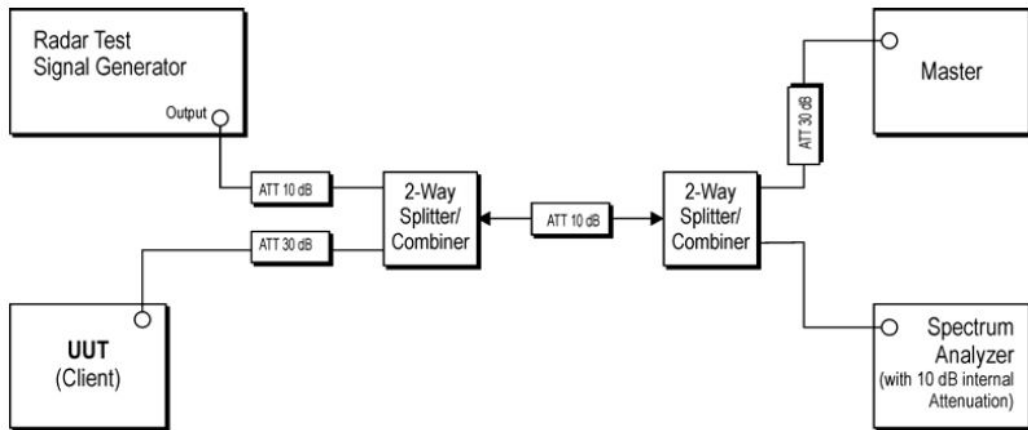 Radar Test
Signal Generator
Output
ATT 10 dB
ATT 30 dB
UUT
(Client)
2-Way
Splitter/
Combiner
ATT 10 dB
2-Way
Splitter/
Combiner
ATT 30 dB
Master
Spectrum
Analyzer
(with 10 dB internal
Attenuation)